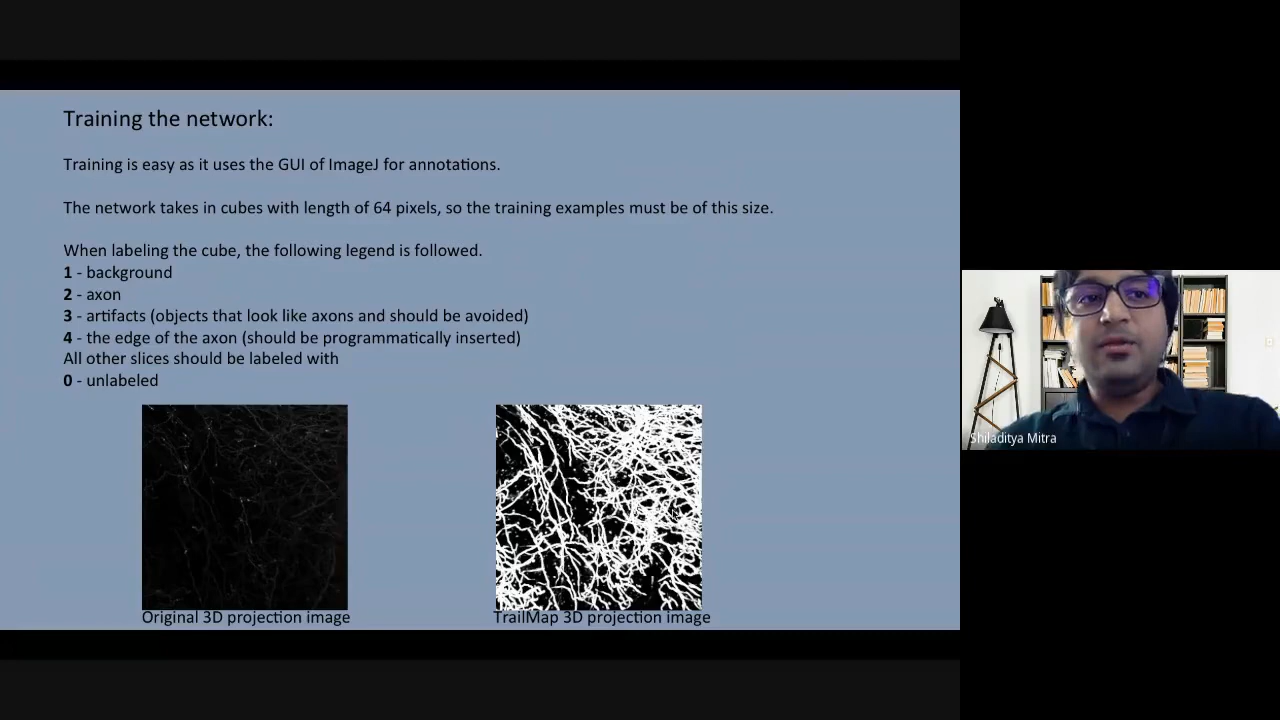 Training the network:
Training is easy as it uses the GUI of ImageJ for annotations.
The network takes in cubes with length of 64 pixels, so the training examples must be of this size.
When labeling the cube, the following legend is followed.
1 - background
2 - axon
3 - artifacts (objects that look like axons and should be avoided)
4 - the edge of the axon (should be programmatically inserted)
All other slices should be labeled with
0 - unlabeled
Original 3D projection image
TrailMap 3D projection image
Shiladitya Mitra